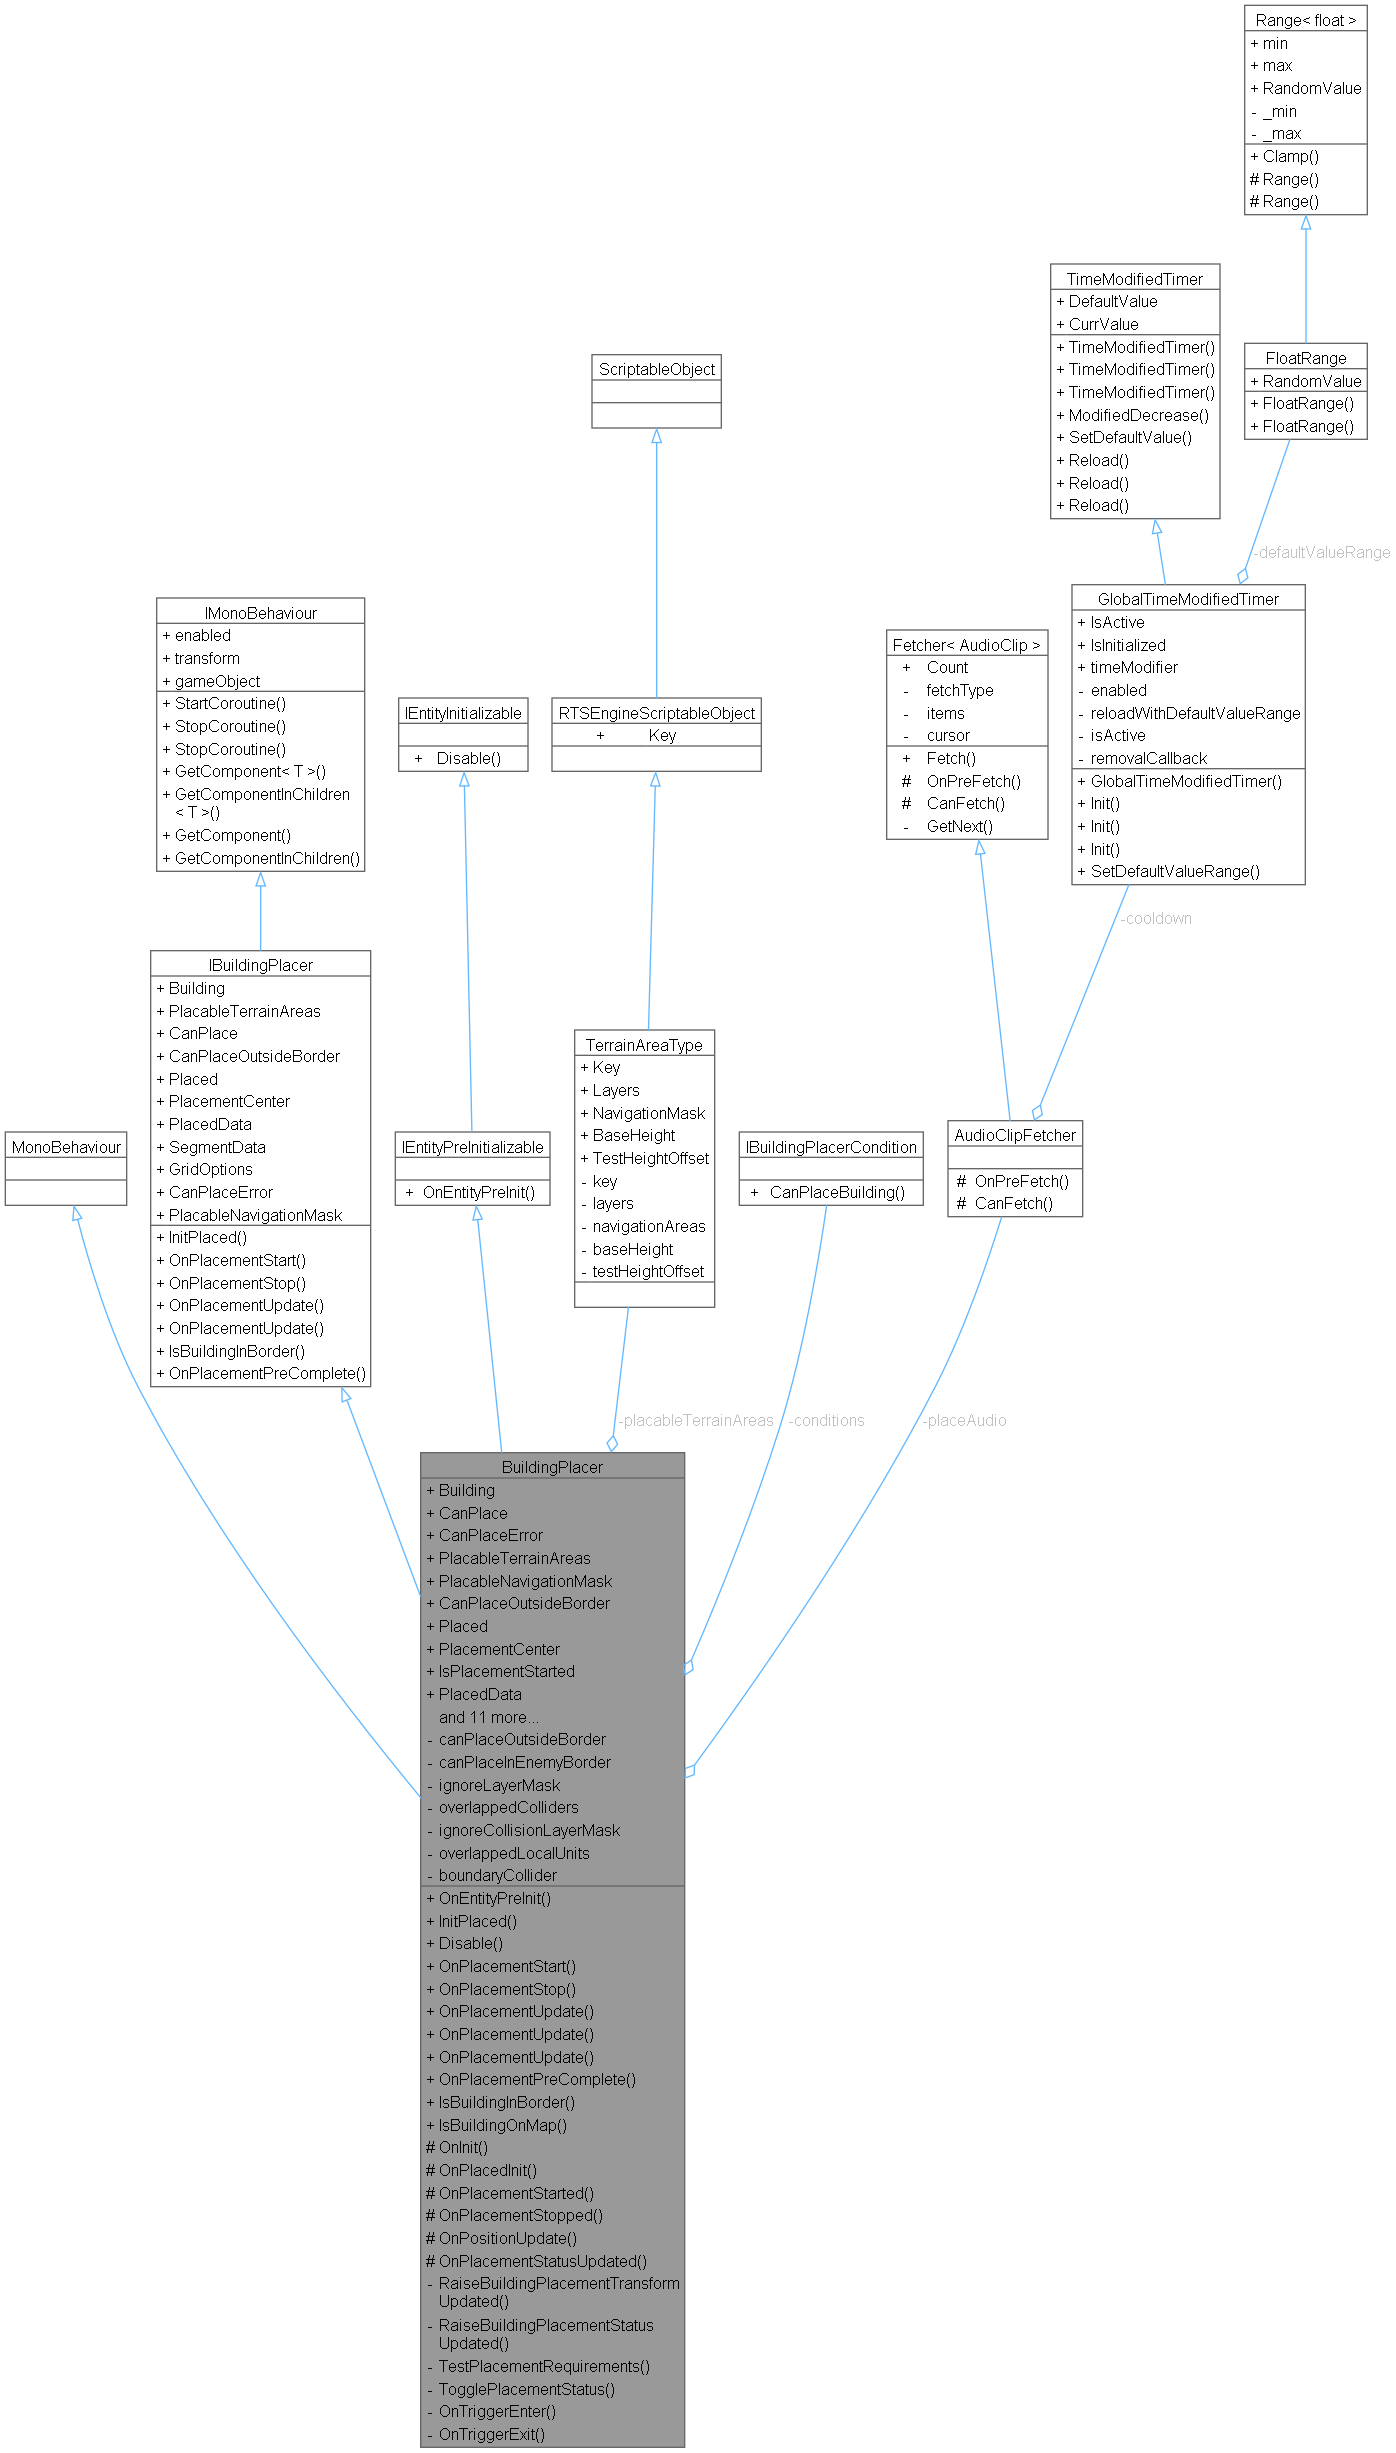 Range< float >
+ min
+ max
+ RandomValue
- _min
- _max
+ Clamp()
# Range()
# Range()
TimeModifiedTimer
+ DefaultValue
+ CurrValue
+ TimeModifiedTimer()
+ TimeModifiedTimer()
+ TimeModifiedTimer()
+ ModifiedDecrease()
+ SetDefaultValue()
+ Reload()
+ Reload()
+ Reload()
FloatRange
+ RandomValue
+ FloatRange()
+ FloatRange()
ScriptableObject
-defaultValueRange
IMonoBehaviour
+ enabled
+ transform
+ gameObject
+ StartCoroutine()
+ StopCoroutine()
+ StopCoroutine()
+ GetComponent< T >()
+ GetComponentInChildren
< T >()
+ GetComponent()
+ GetComponentInChildren()
IEntityInitializable
+ Disable()
RTSEngineScriptableObject
+ Key
Fetcher< AudioClip >
+ Count
- fetchType
- items
- cursor
+ Fetch()
# OnPreFetch()
# CanFetch()
- GetNext()
GlobalTimeModifiedTimer
+ IsActive
+ IsInitialized
+ timeModifier
- enabled
- reloadWithDefaultValueRange
- isActive
- removalCallback
+ GlobalTimeModifiedTimer()
+ Init()
+ Init()
+ Init()
+ SetDefaultValueRange()
-cooldown
MonoBehaviour
IBuildingPlacer
+ Building
+ PlacableTerrainAreas
+ CanPlace
+ CanPlaceOutsideBorder
+ Placed
+ PlacementCenter
+ PlacedData
+ SegmentData
+ GridOptions
+ CanPlaceError
+ PlacableNavigationMask
+ InitPlaced()
+ OnPlacementStart()
+ OnPlacementStop()
+ OnPlacementUpdate()
+ OnPlacementUpdate()
+ IsBuildingInBorder()
+ OnPlacementPreComplete()
IEntityPreInitializable
+ OnEntityPreInit()
TerrainAreaType
+ Key
+ Layers
+ NavigationMask
+ BaseHeight
+ TestHeightOffset
- key
- layers
- navigationAreas
- baseHeight
- testHeightOffset
IBuildingPlacerCondition
+ CanPlaceBuilding()
AudioClipFetcher
# OnPreFetch()
# CanFetch()
-placableTerrainAreas
-conditions
-placeAudio
BuildingPlacer
+ Building
+ CanPlace
+ CanPlaceError
+ PlacableTerrainAreas
+ PlacableNavigationMask
+ CanPlaceOutsideBorder
+ Placed
+ PlacementCenter
+ IsPlacementStarted
+ PlacedData
and 11 more...
- canPlaceOutsideBorder
- canPlaceInEnemyBorder
- ignoreLayerMask
- overlappedColliders
- ignoreCollisionLayerMask
- overlappedLocalUnits
- boundaryCollider
+ OnEntityPreInit()
+ InitPlaced()
+ Disable()
+ OnPlacementStart()
+ OnPlacementStop()
+ OnPlacementUpdate()
+ OnPlacementUpdate()
+ OnPlacementUpdate()
+ OnPlacementPreComplete()
+ IsBuildingInBorder()
+ IsBuildingOnMap()
# OnInit()
# OnPlacedInit()
# OnPlacementStarted()
# OnPlacementStopped()
# OnPositionUpdate()
# OnPlacementStatusUpdated()
- RaiseBuildingPlacementTransform
Updated()
- RaiseBuildingPlacementStatus
Updated()
- TestPlacementRequirements()
- TogglePlacementStatus()
- OnTriggerEnter()
- OnTriggerExit()